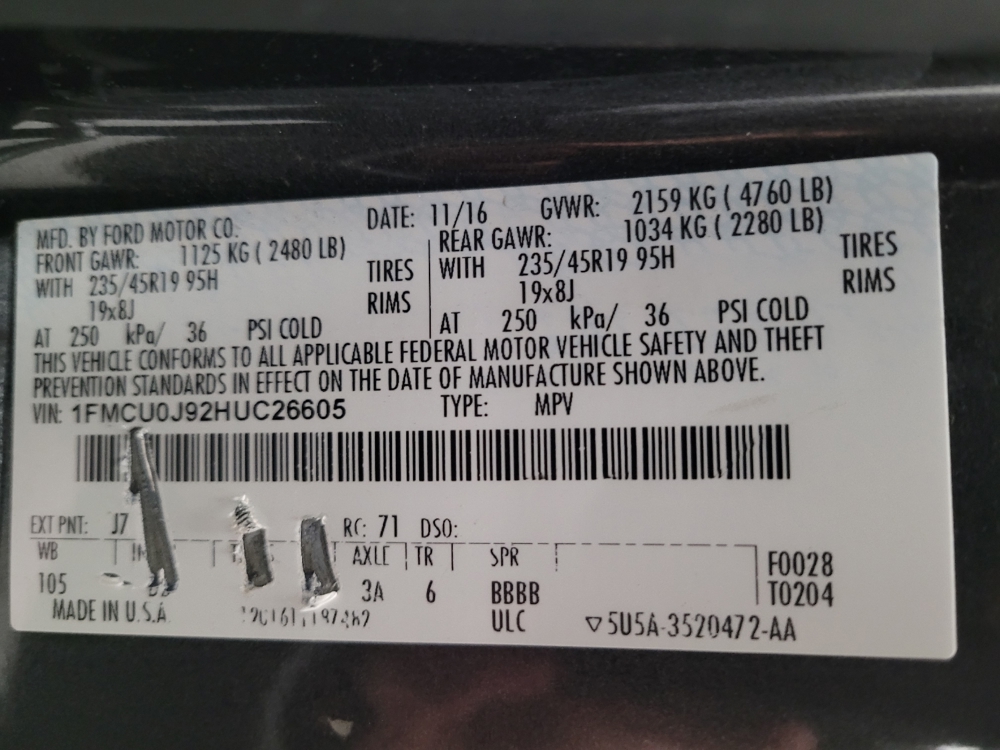 MFD. BY FORD MOTOR CO. DATE: 11/16 GVWR: 2159 KG ( 4760 LB)
FRONT GAWR: 1125 KG ( 2480 LB) REAR GAWR: 1034 KG ( 2280 LB)
WITH 235/45R19 95H TIRES WITH 235/45R19 95H TIRES
19x8J RIMS 19x8J RIMS
AT 250 kPa/ 36 PSI COLD AT 250 kPa/ 36 PSI COLD
THIS VEHICLE CONFORMS TO ALL APPLICABLE FEDERAL MOTOR VEHICLE SAFETY AND THEFT
PREVENTION STANDARDS IN EFFECT ON THE DATE OF MANUFACTURE SHOWN ABOVE.
VIN: 1FMCU0J92HUC26605 TYPE: MPV
EXT PNT: J7 RC: 71 DSO:
WB AXLE TR SPR F0028
105 3A 6 BBBB T0204
MADE IN U.S.A. ULC ▽5U5A-3520472-AA